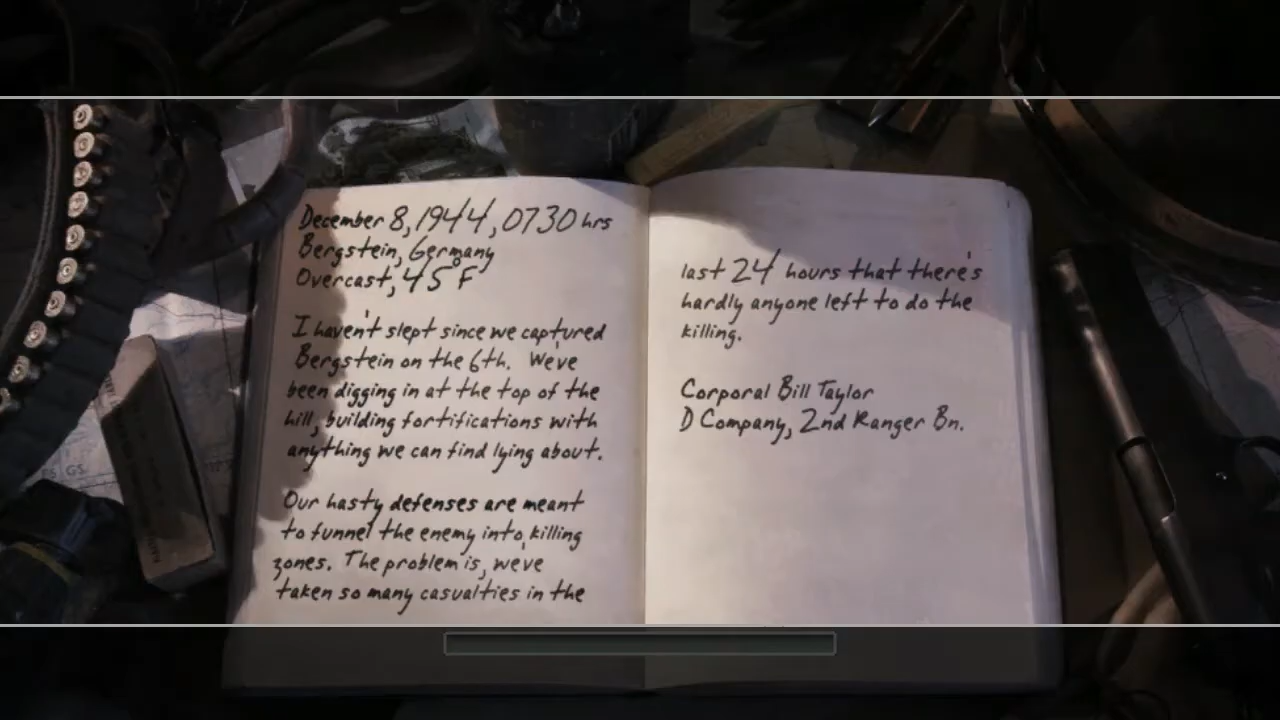 December 8, 1944, 0730 hrs
Bergstein, Germany
Overcast, 45° F
I haven't slept since we captured
Bergstein on the 6th. We've
been digging in at the top of the
hill, building fortifications with
anything we can find lying about.
Our hasty defenses are meant
to funnel the enemy into killing
zones. The problem is, we've
taken so many casualties in the
last 24 hours that there's
hardly anyone left to do the
killing.
Corporal Bill Taylor
D Company, 2nd Ranger Bn.